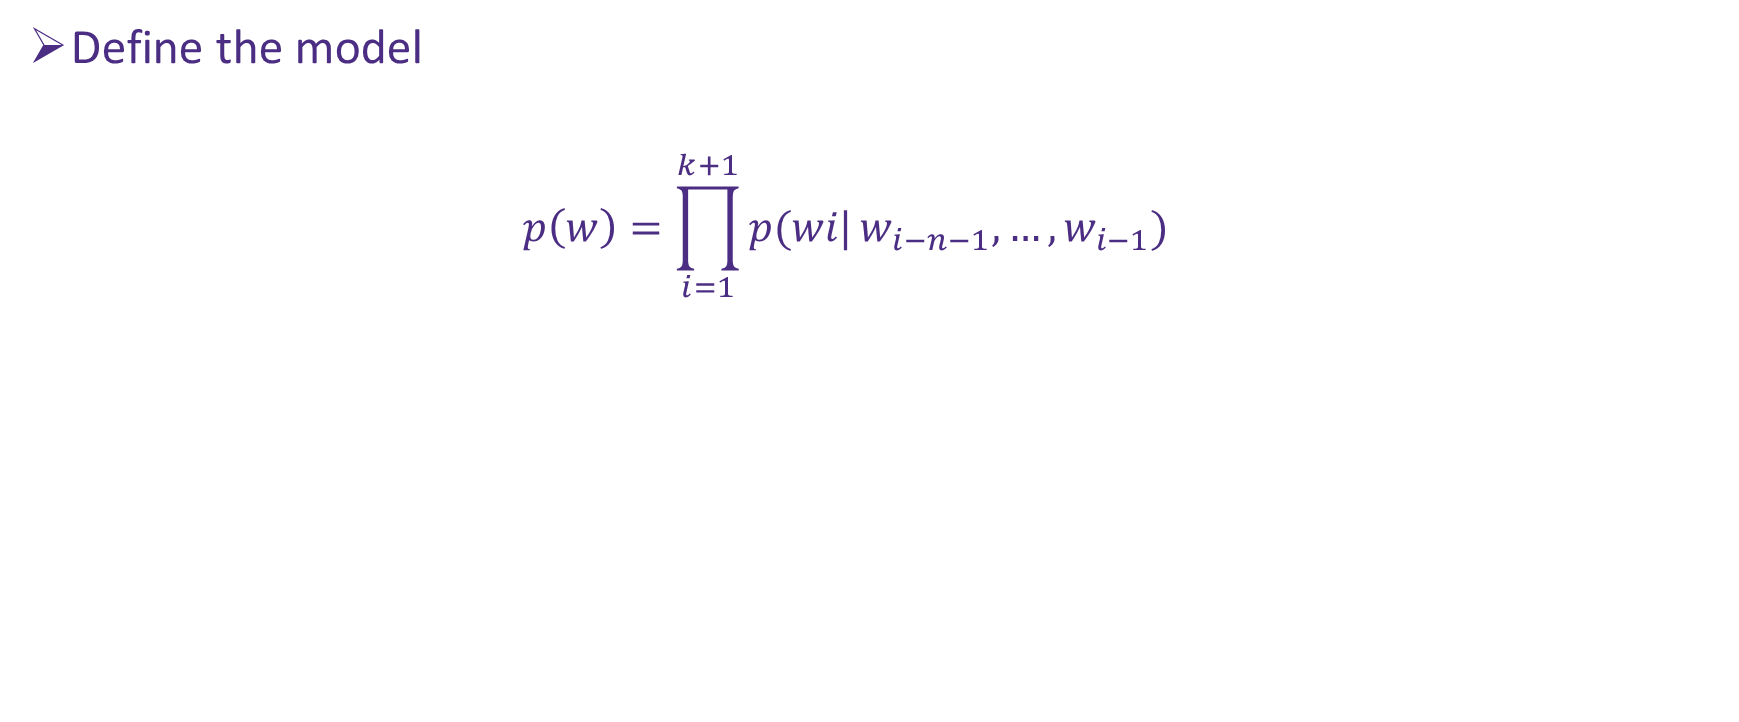 ➢Define the model
k+1
p(w) = ∏ p(wi| w_{i−n−1}, … , w_{i−1})
i=1